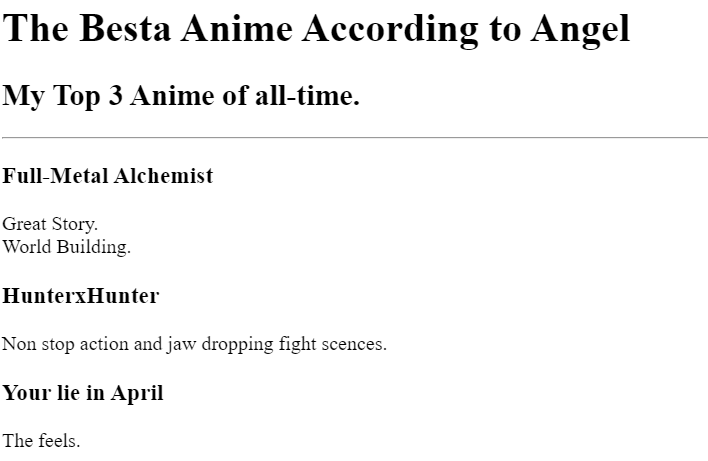 The Besta Anime According to Angel
My Top 3 Anime of all-time.
Full-Metal Alchemist
Great Story.
World Building.
HunterxHunter
Non stop action and jaw dropping fight scences.
Your lie in April
The feels.